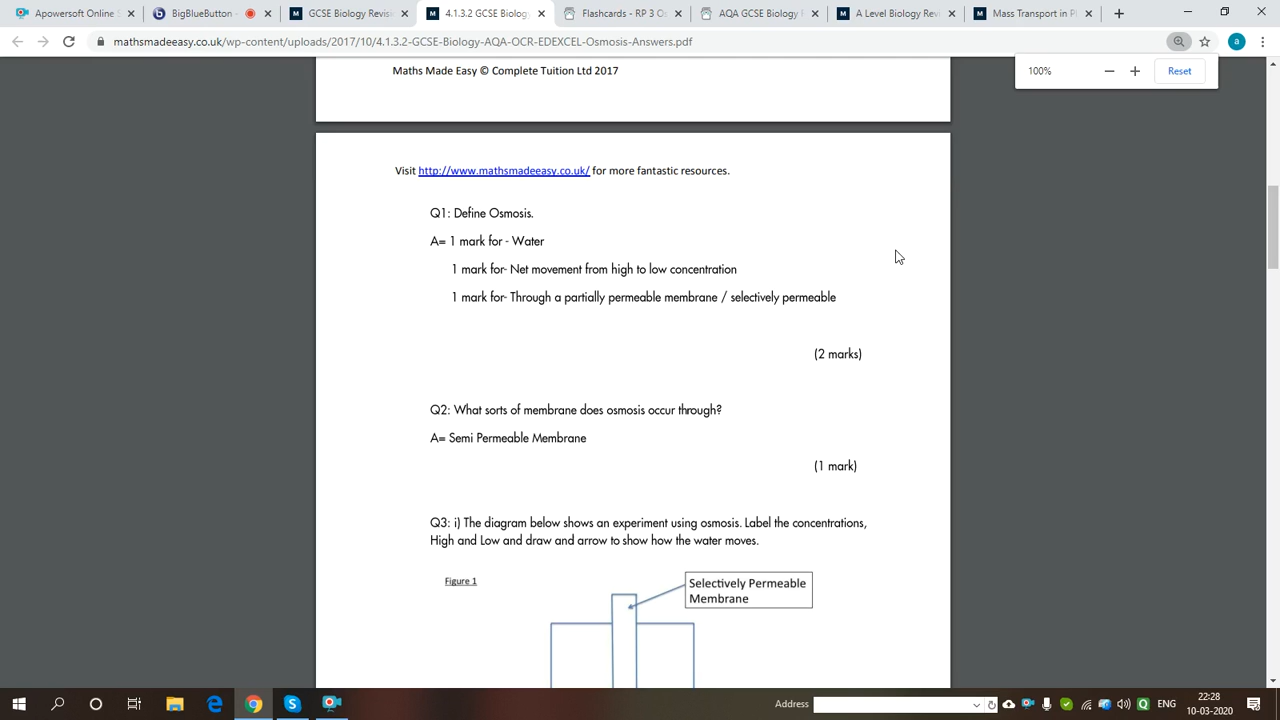 Apowersoft Online S
BigBlueButton
GCSE Biology Revis
4.1.3.2 GCSE Biolog
Flashcards - RP 3 Os
AQA GCSE Biology R
A Level Biology Rev
Mass Transport in P
mathsmadeeasy.co.uk/wp-content/uploads/2017/10/4.1.3.2-GCSE-Biology-AQA-OCR-EDEXCEL-Osmosis-Answers.pdf
a
100%
Reset
Maths Made Easy © Complete Tuition Ltd 2017
Visit http://www.mathsmadeeasy.co.uk/ for more fantastic resources.
Q1: Define Osmosis.
A= 1 mark for - Water
1 mark for- Net movement from high to low concentration
1 mark for- Through a partially permeable membrane / selectively permeable
(2 marks)
Q2: What sorts of membrane does osmosis occur through?
A= Semi Permeable Membrane
(1 mark)
Q3: i) The diagram below shows an experiment using osmosis. Label the concentrations,
High and Low and draw and arrow to show how the water moves.
Figure 1
Selectively Permeable
Membrane
Address
ENG
22:28
10-03-2020